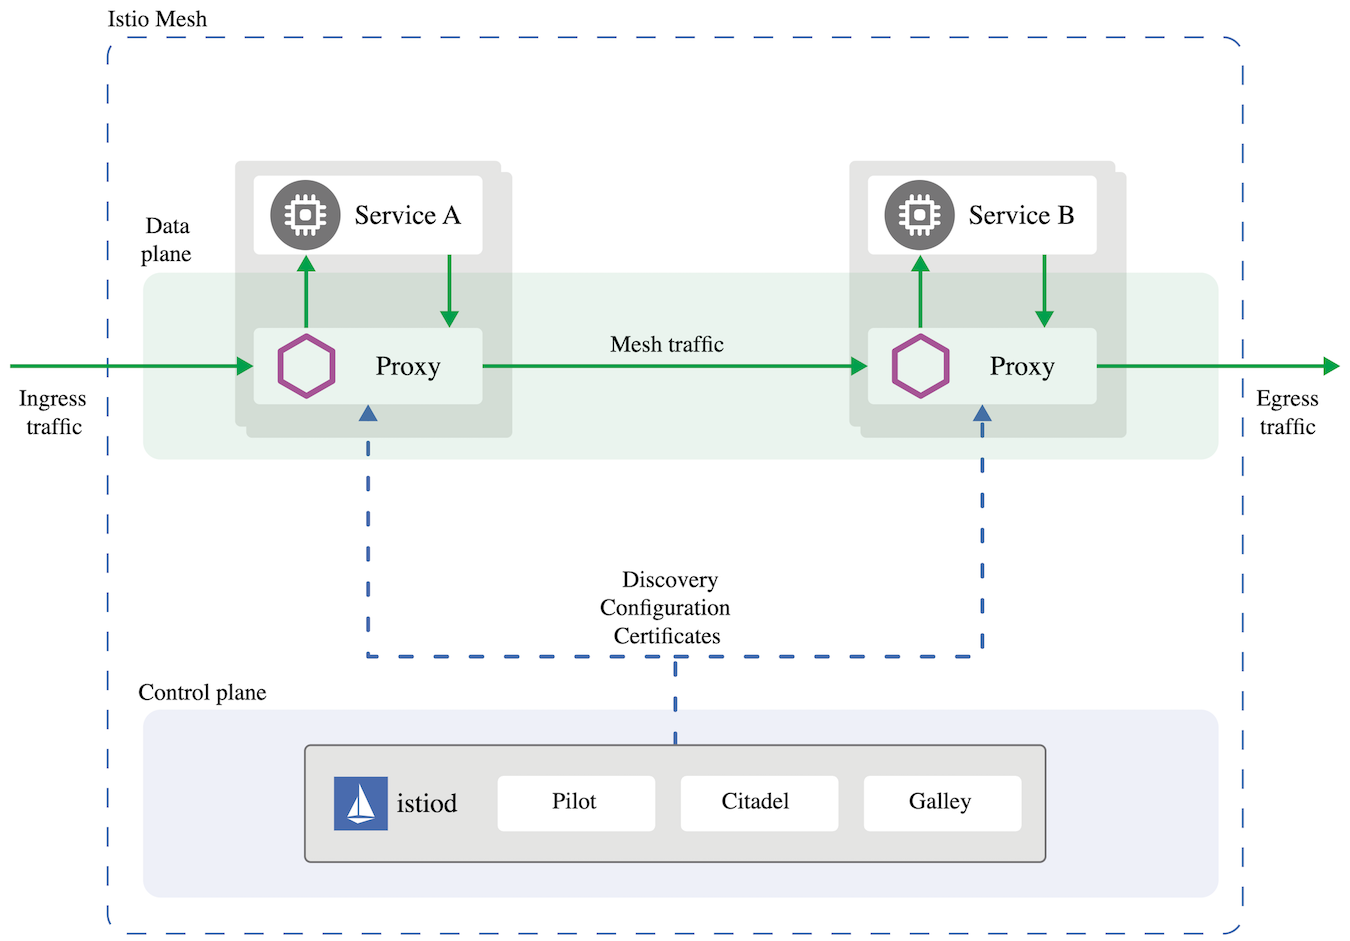 Istio Mesh
Data
plane
Service A
Service B
Proxy
Mesh traffic
Proxy
Ingress
traffic
Egress
traffic
Discovery
Configuration
Certificates
Control plane
istiod
Pilot
Citadel
Galley